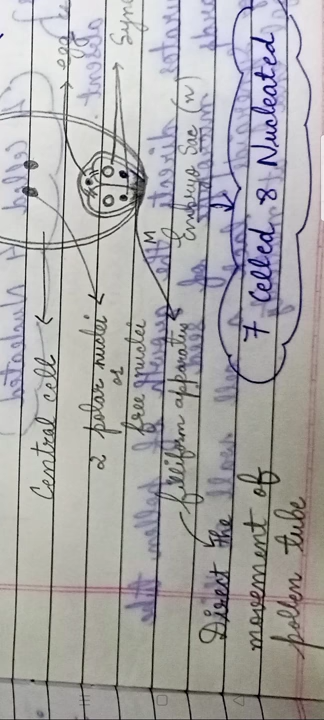 egg
Syn
Central cell
2 polar nuclei
or
free nuclei
M
filliform apparatus
Embryo Sac (n)
Direct the
movement of
pollen tube
7 celled 8 Nucleated